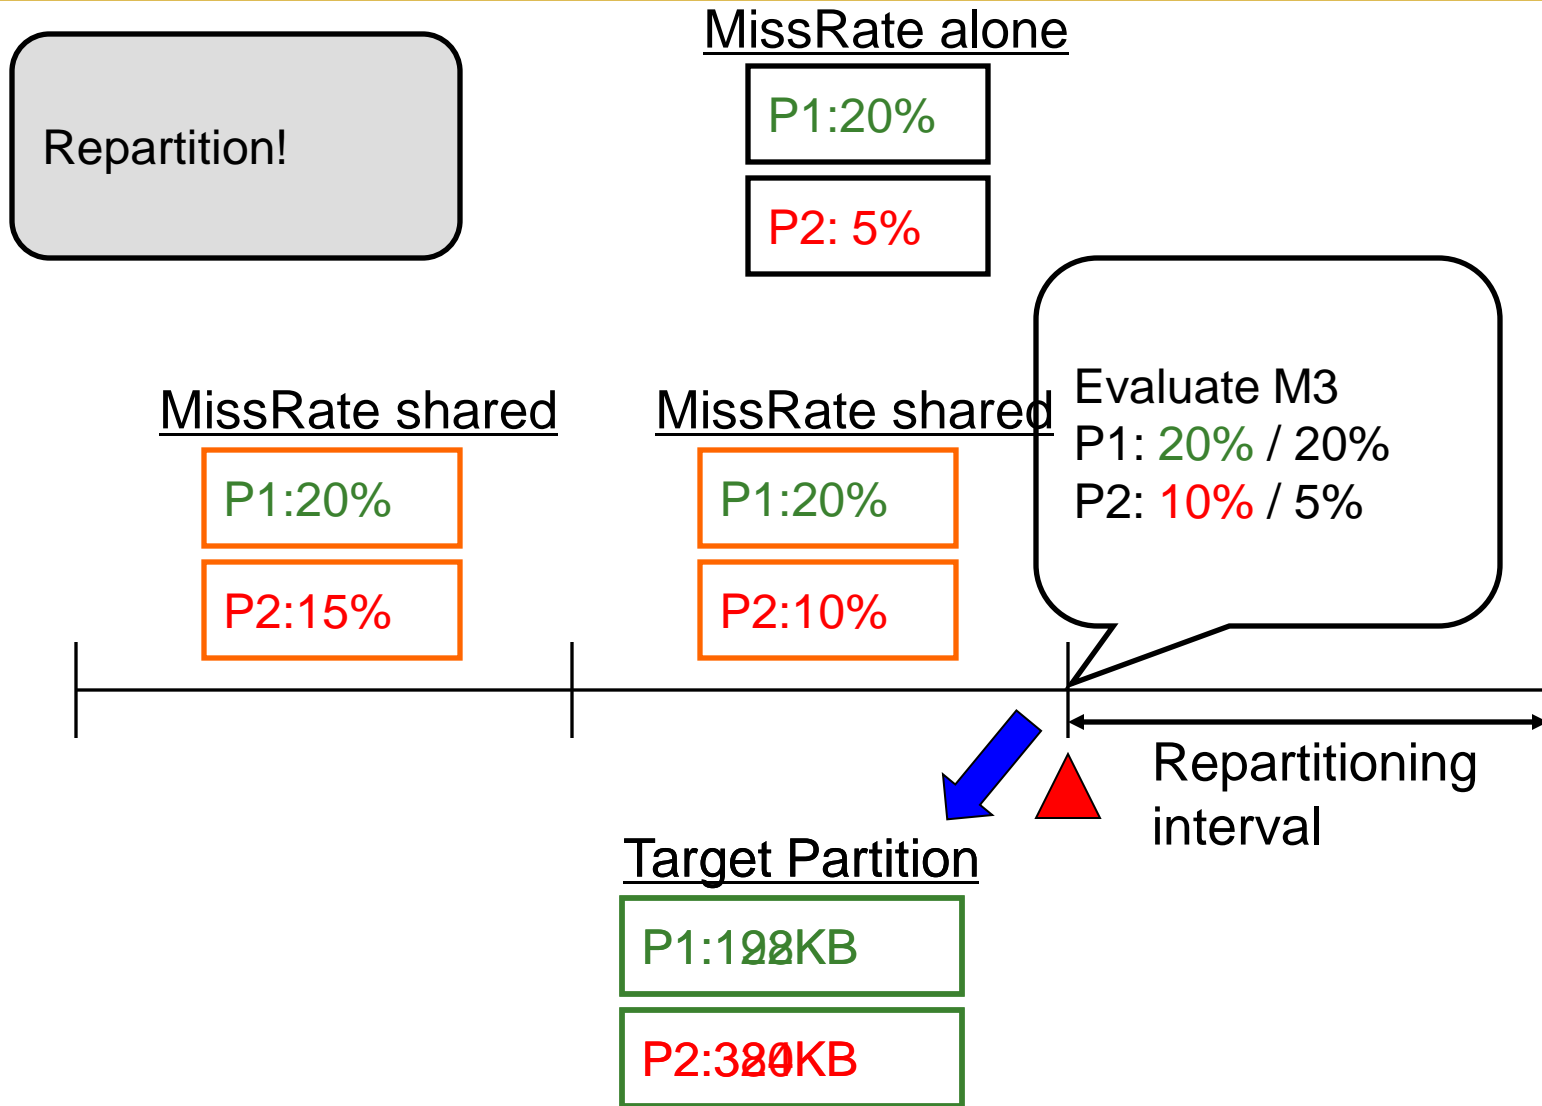 MissRate alone
Repartition!
P1:20%
P2: 5%
MissRate shared
P1:20%
P2:15%
MissRate shared
P1:20%
P2:10%
Evaluate M3
P1: 20% / 20%
P2: 10% / 5%
Repartitioning
interval
Target Partition